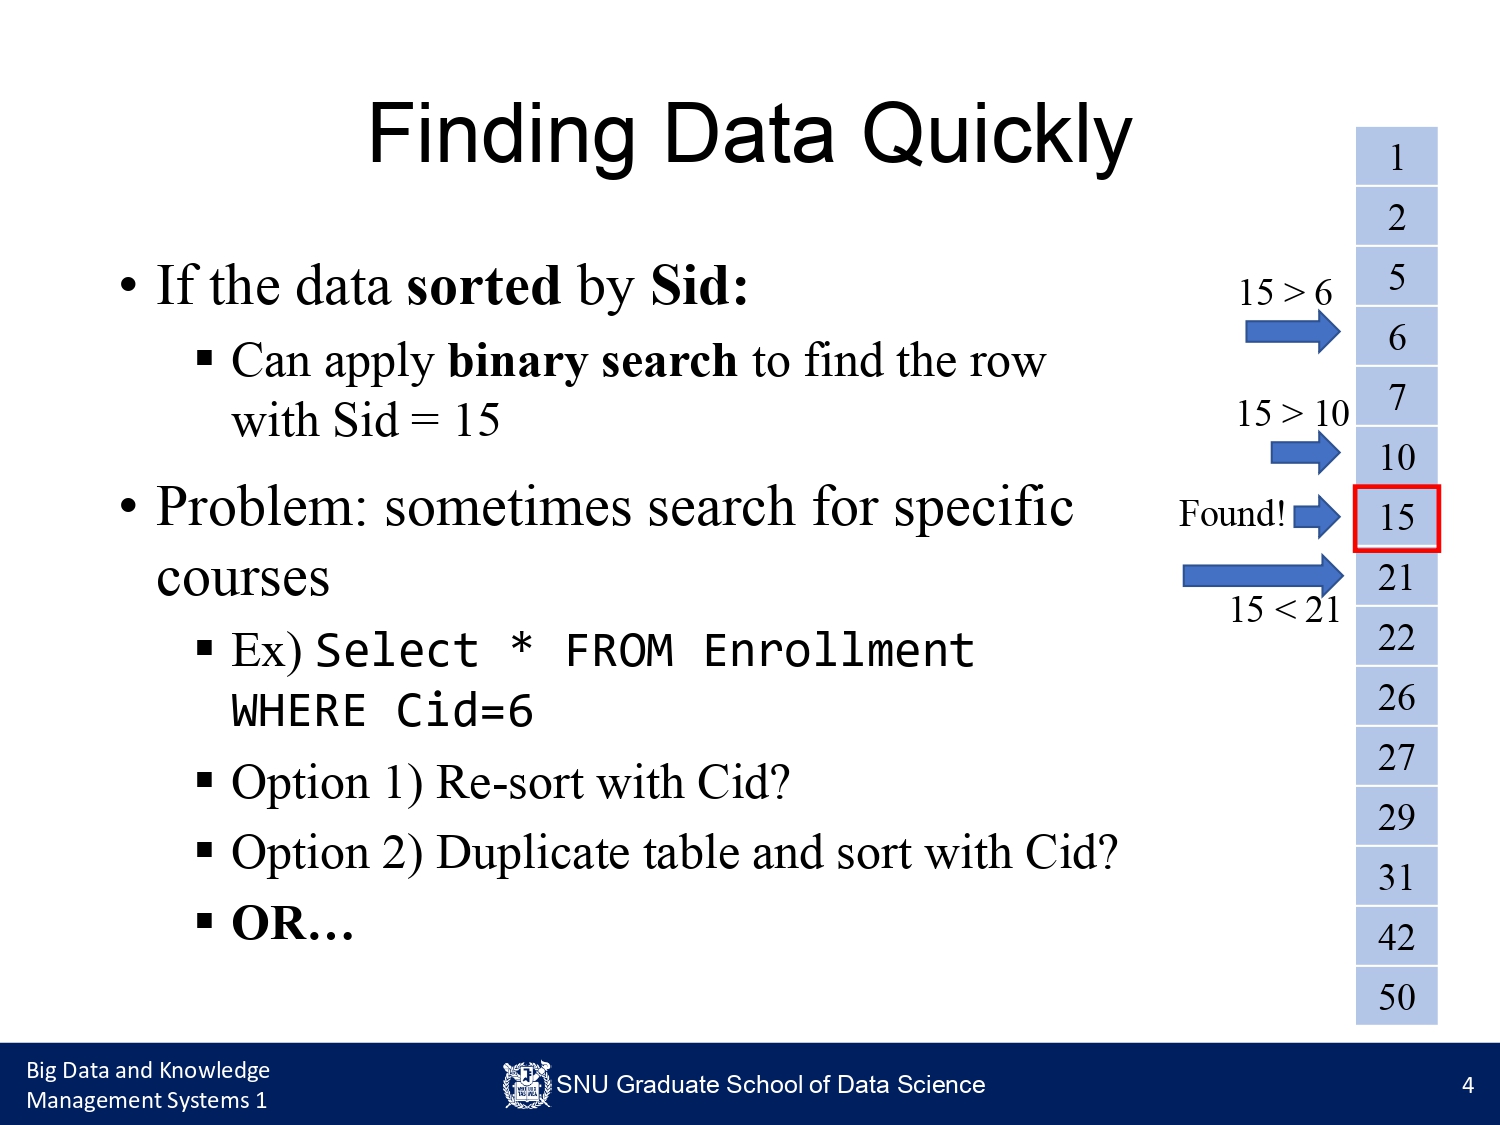 Finding Data Quickly
• If the data sorted by Sid:
▪ Can apply binary search to find the row
with Sid = 15
• Problem: sometimes search for specific
courses
▪ Ex) Select * FROM Enrollment
WHERE Cid=6
▪ Option 1) Re-sort with Cid?
▪ Option 2) Duplicate table and sort with Cid?
▪ OR...
15 > 6
15 > 10
Found!
15 < 21
1
2
5
6
7
10
15
21
22
26
27
29
31
42
50
Big Data and Knowledge
Management Systems 1
SNU Graduate School of Data Science
4